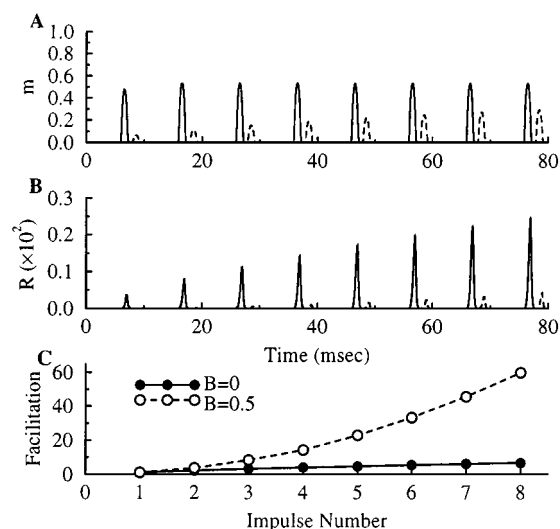 A
1.0
0.8
0.6
0.4
0.2
0.0
m
0 20 40 60 80
B
0.3
0.2
0.1
0.0
R (×10²)
0 20 40 60 80
Time (msec)
C
60
40
20
0
Facilitation
B=0
B=0.5
0 1 2 3 4 5 6 7 8
Impulse Number